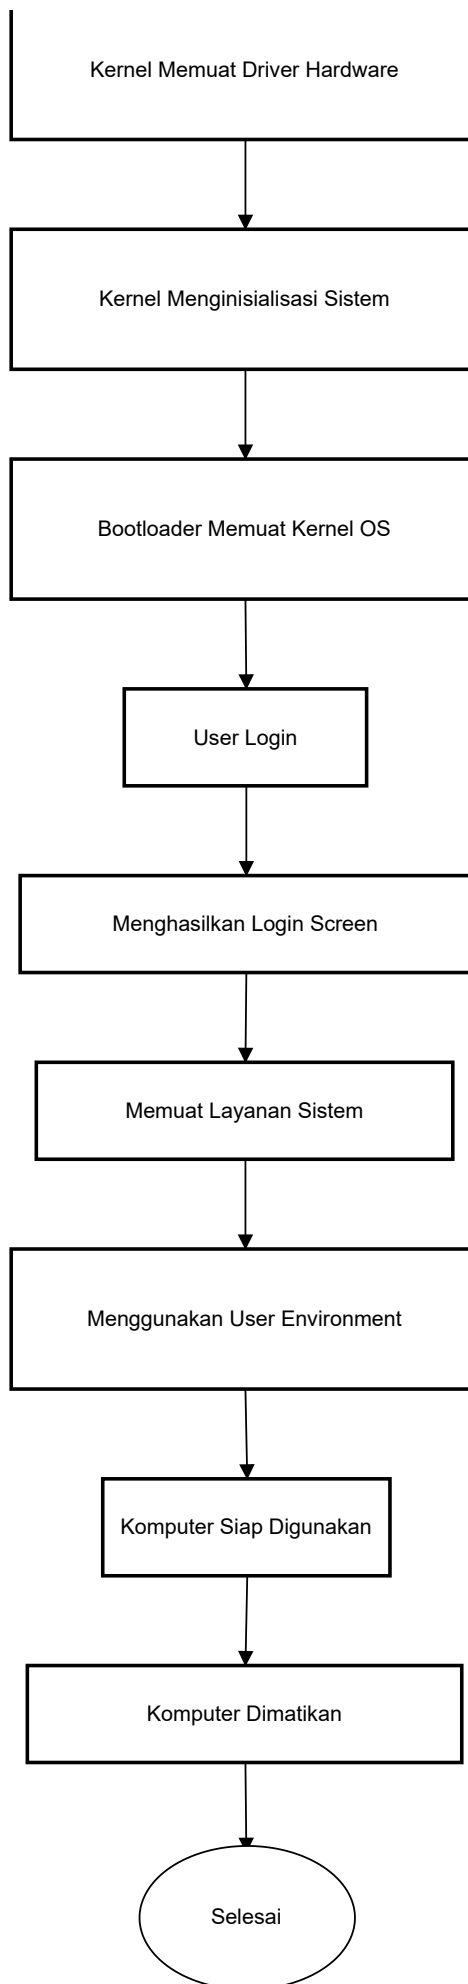 Kernel Memuat Driver Hardware
Kernel Menginisialisasi Sistem
Bootloader Memuat Kernel OS
User Login
Menghasilkan Login Screen
Memuat Layanan Sistem
Menggunakan User Environment
Komputer Siap Digunakan
Komputer Dimatikan
Selesai